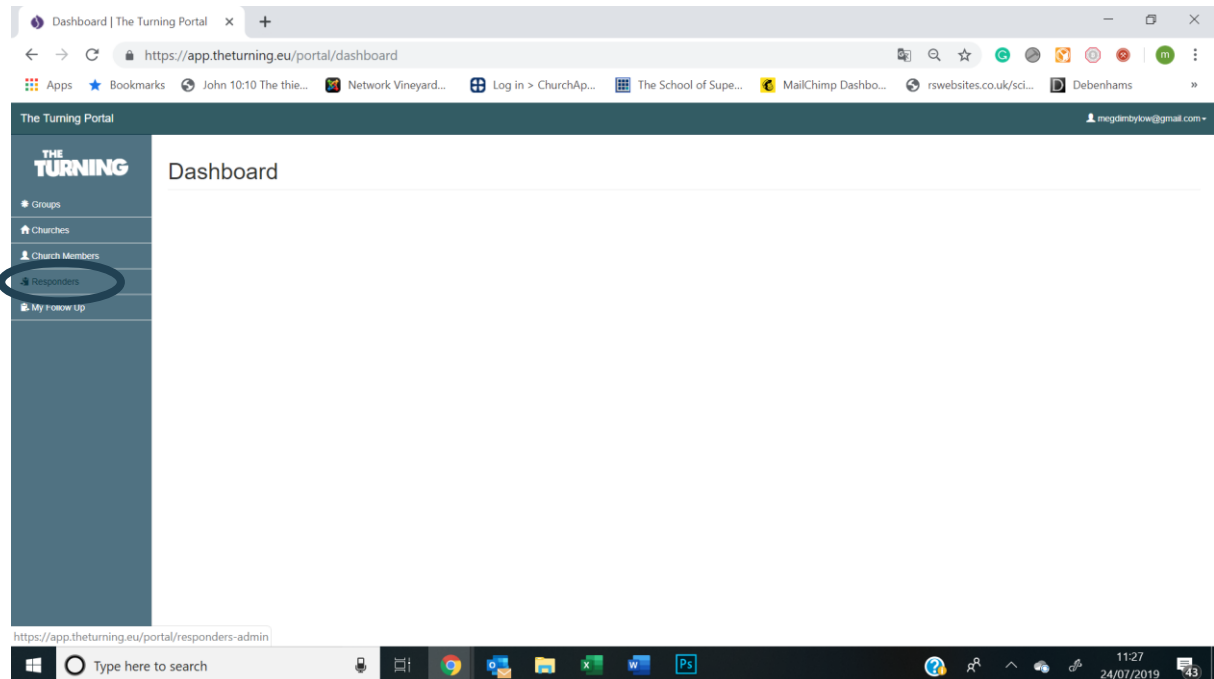 Dashboard | The Turning Portal
https://app.theturning.eu/portal/dashboard
Apps Bookmarks John 10:10 The thie... Network Vineyard... Log in > ChurchAp... The School of Supe... MailChimp Dashbo... rswebsites.co.uk/sci... Debenhams »
The Turning Portal megdimbylow@gmail.com
THE
TURNING
Dashboard
Groups
Churches
Church Members
Responders
My Follow Up
https://app.theturning.eu/portal/responders-admin
Type here to search
11:27
24/07/2019
43